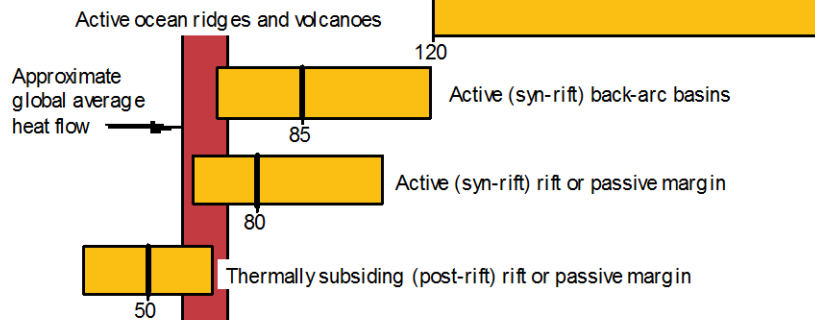 Active ocean ridges and volcanoes
120
Approximate
global average
heat flow
Active (syn-rift) back-arc basins
85
Active (syn-rift) rift or passive margin
80
Thermally subsiding (post-rift) rift or passive margin
50